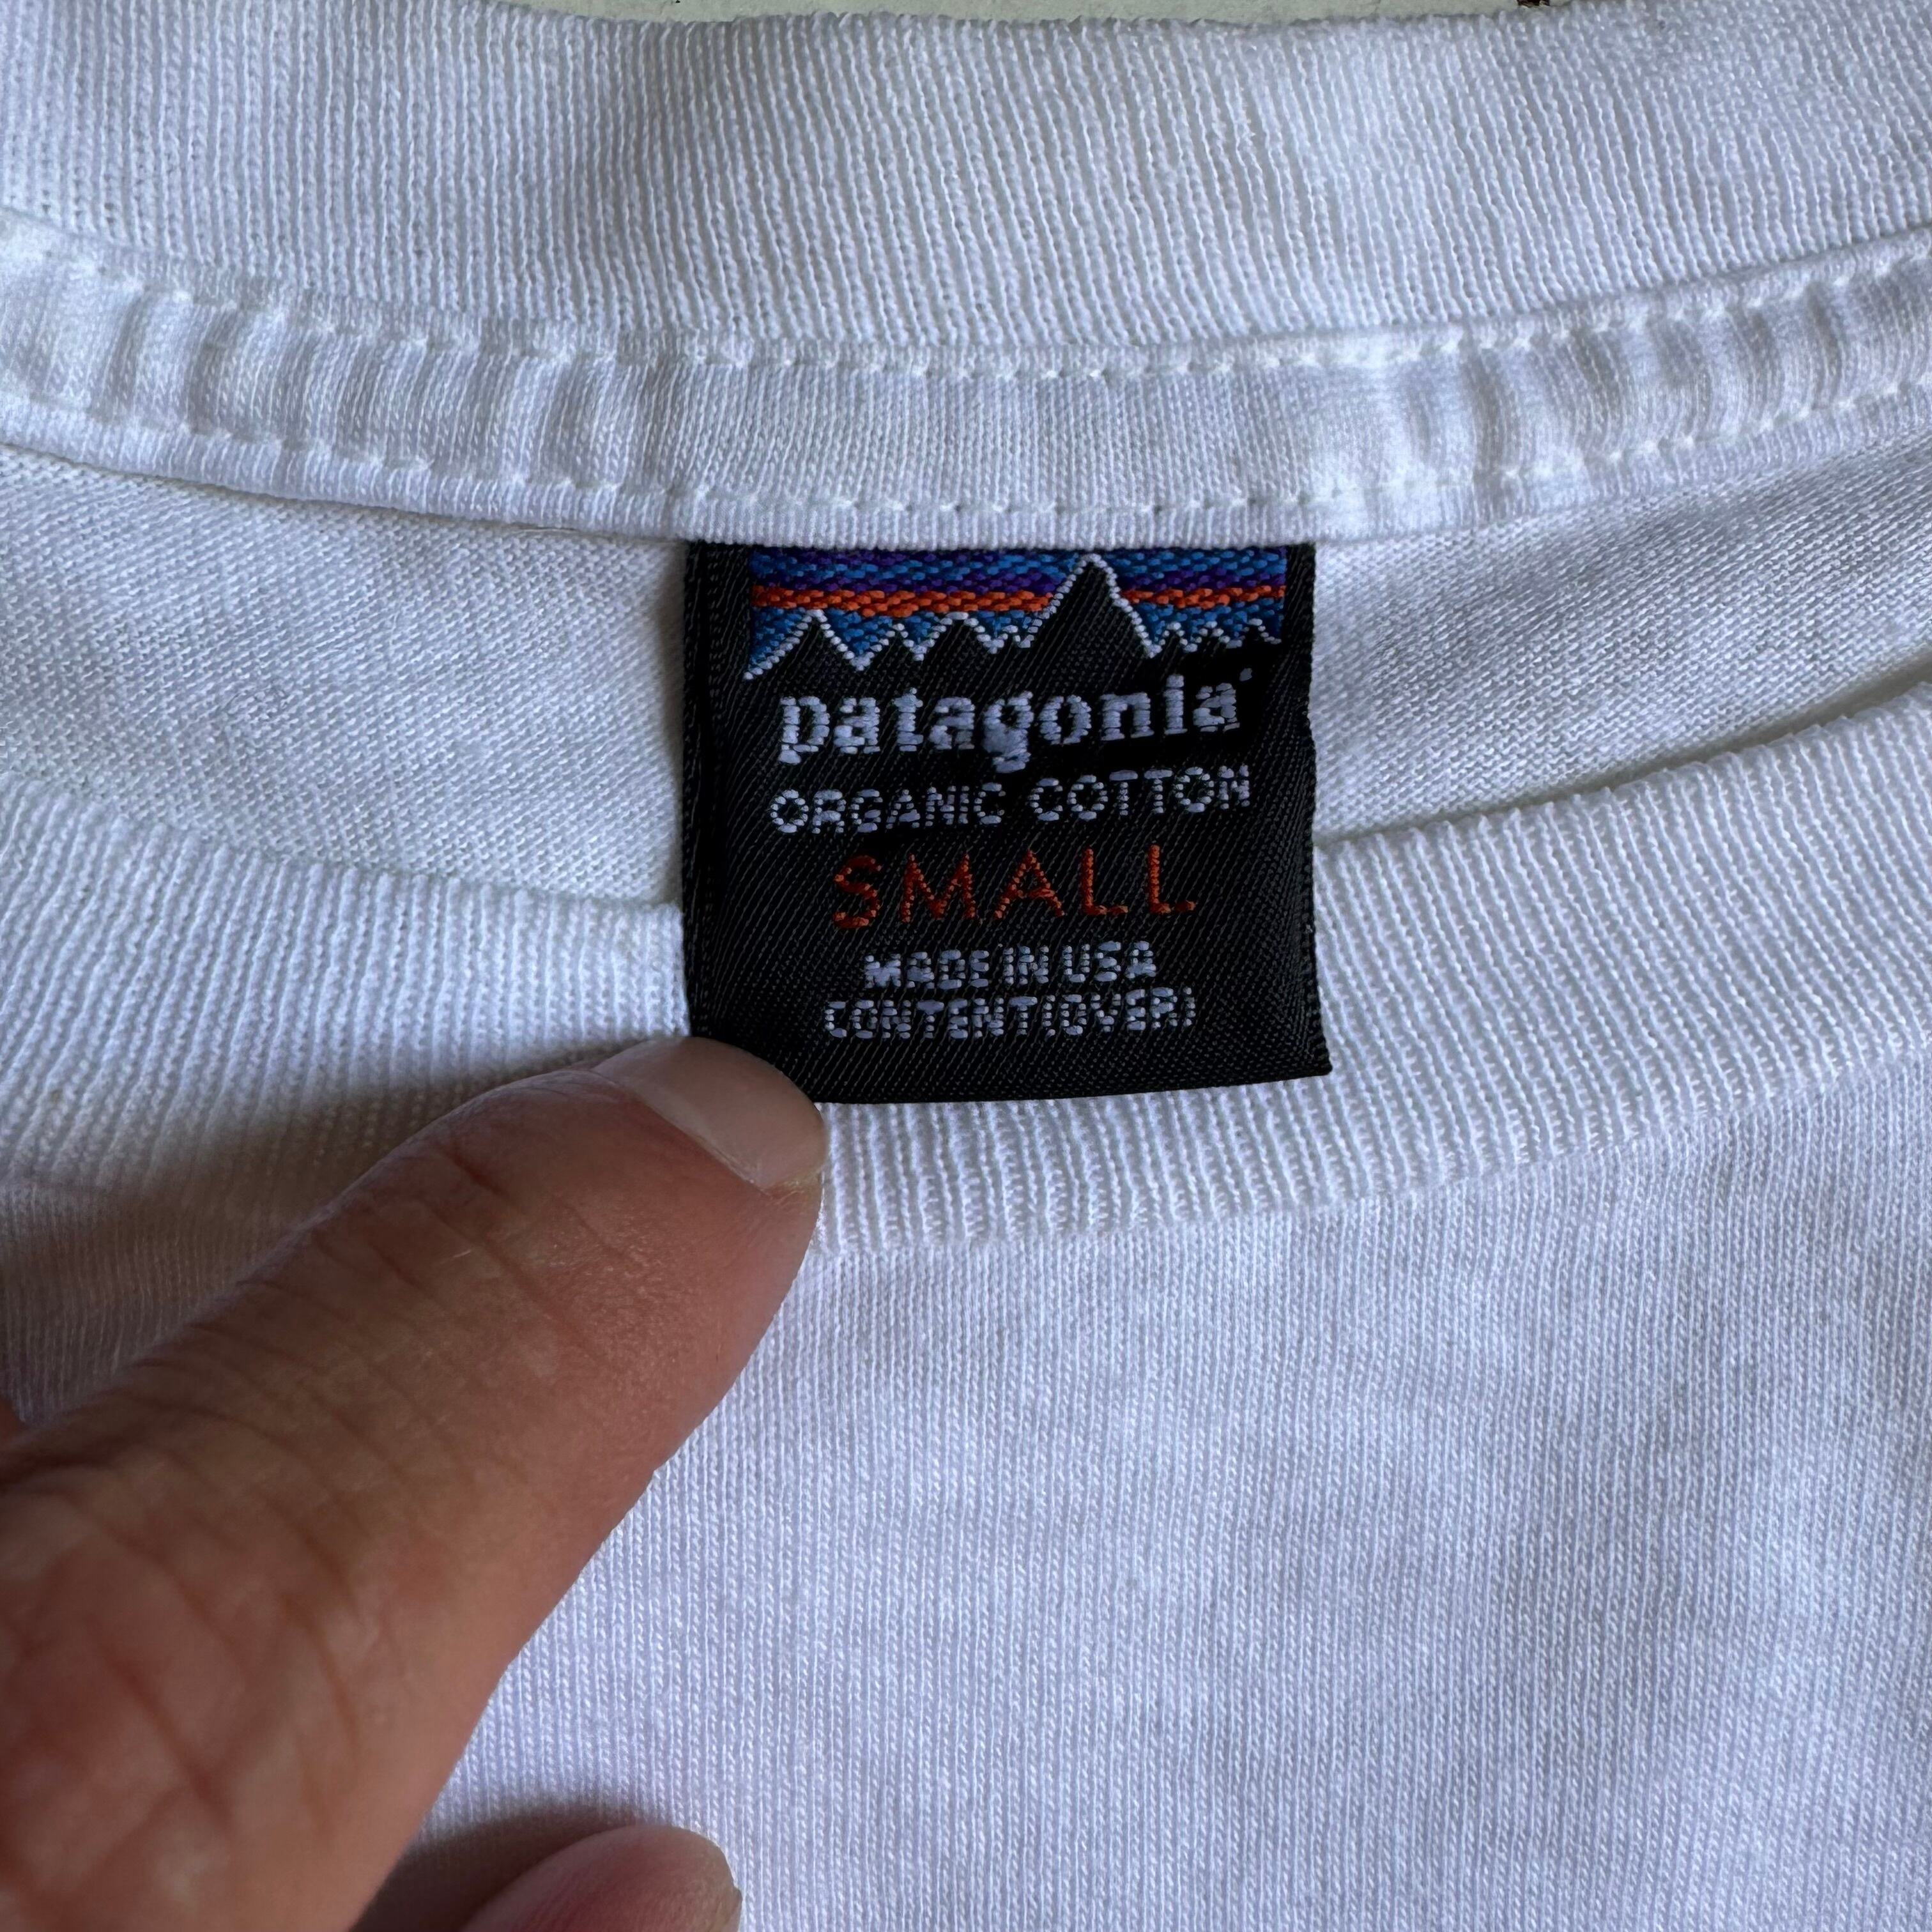 patagonia
ORGANIC COTTON
SMALL
MADE IN USA
CONTENT(OVER)